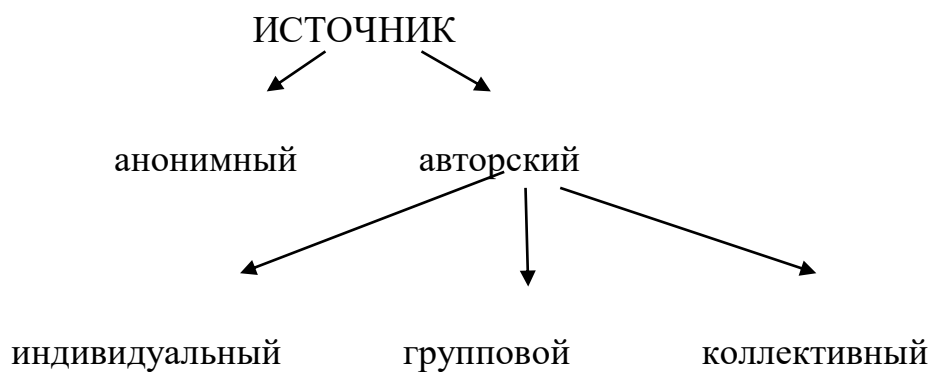 ИСТОЧНИК
анонимный авторский
индивидуальный групповой коллективный